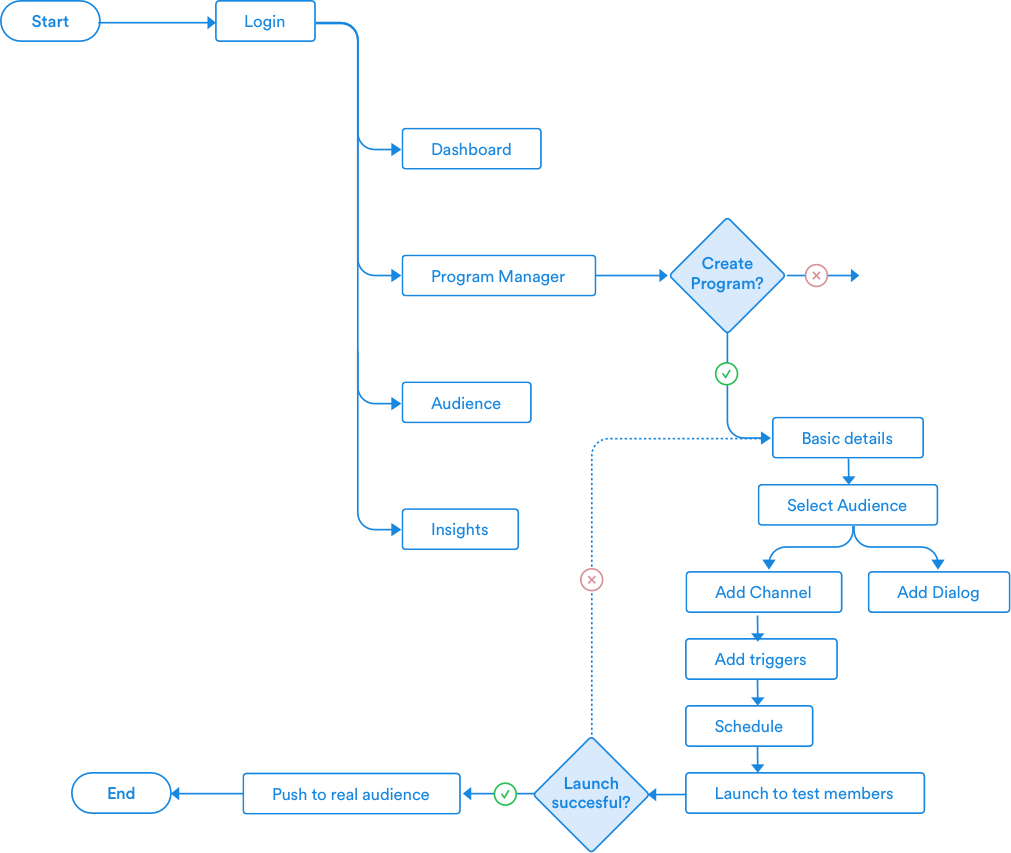 Start
Login
Dashboard
Program Manager
Create
Program?
Audience
Basic details
Select Audience
Insights
Add Channel
Add Dialog
Add triggers
Schedule
Launch to test members
Launch
succesful?
Push to real audience
End